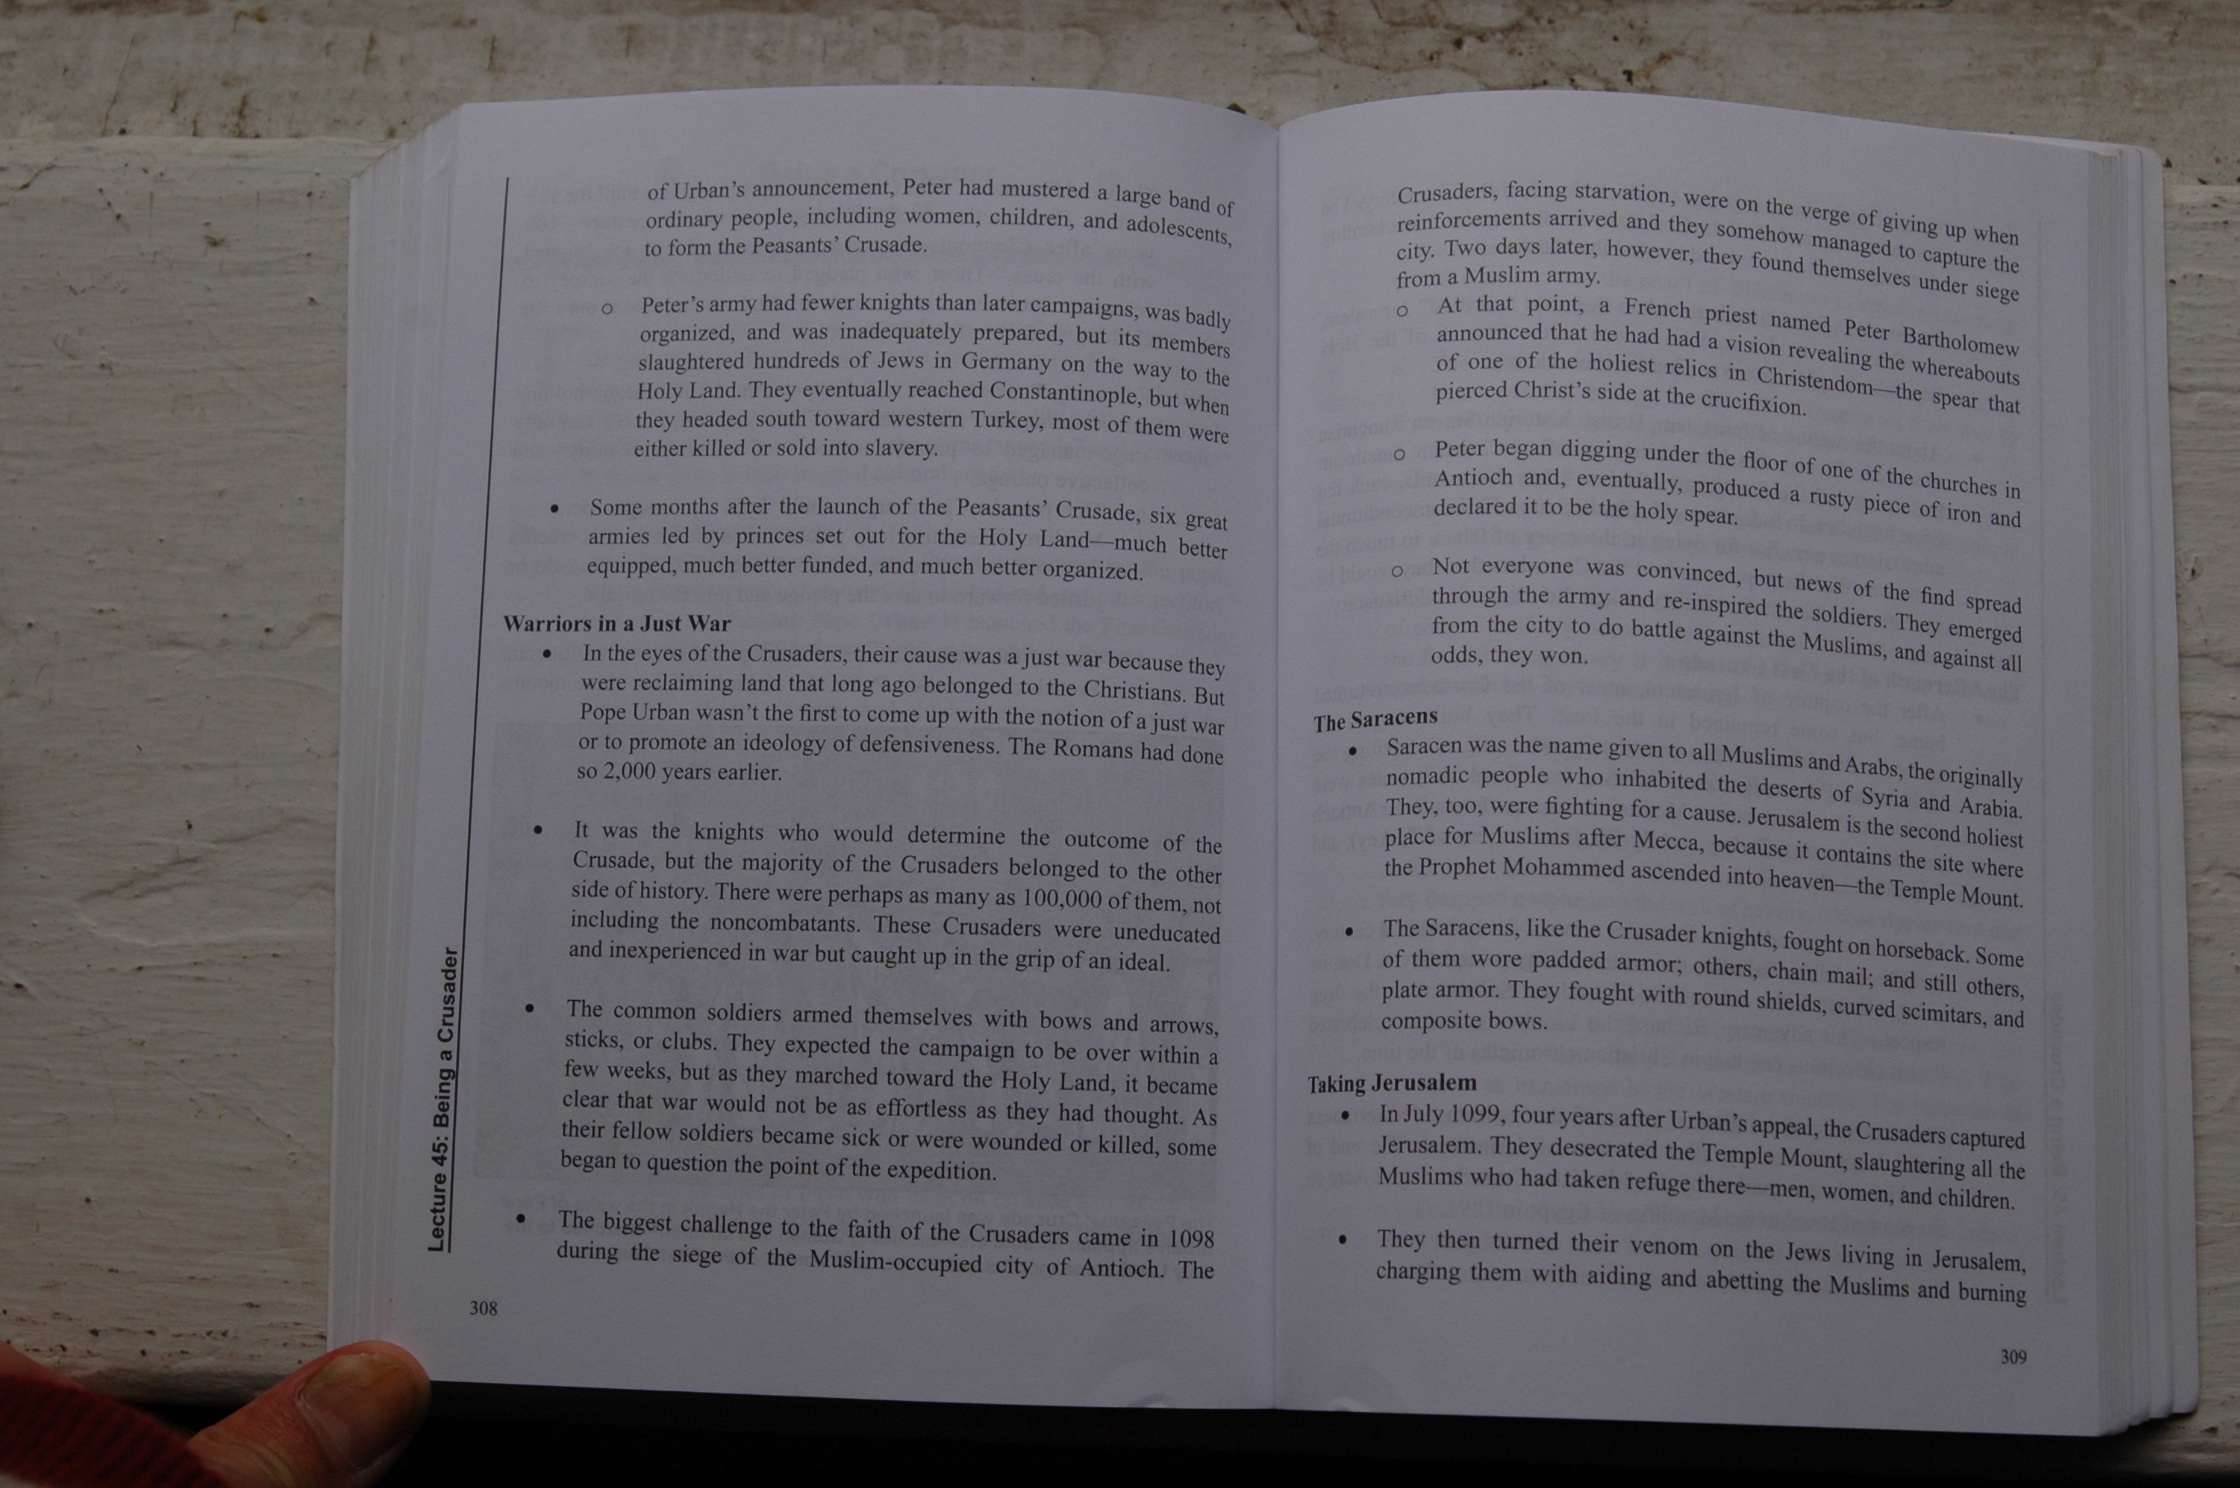 of Urban's announcement, Peter had mustered a large band of
ordinary people, including women, children, and adolescents,
to form the Peasants' Crusade.
o Peter's army had fewer knights than later campaigns, was badly
organized, and was inadequately prepared, but its members
slaughtered hundreds of Jews in Germany on the way to the
Holy Land. They eventually reached Constantinople, but when
they headed south toward western Turkey, most of them were
either killed or sold into slavery.
• Some months after the launch of the Peasants' Crusade, six great
armies led by princes set out for the Holy Land—much better
equipped, much better funded, and much better organized.
Warriors in a Just War
• In the eyes of the Crusaders, their cause was a just war because they
were reclaiming land that long ago belonged to the Christians. But
Pope Urban wasn't the first to come up with the notion of a just war
or to promote an ideology of defensiveness. The Romans had done
so 2,000 years earlier.
• It was the knights who would determine the outcome of the
Crusade, but the majority of the Crusaders belonged to the other
side of history. There were perhaps as many as 100,000 of them, not
including the noncombatants. These Crusaders were uneducated
and inexperienced in war but caught up in the grip of an ideal.
• The common soldiers armed themselves with bows and arrows,
sticks, or clubs. They expected the campaign to be over within a
few weeks, but as they marched toward the Holy Land, it became
clear that war would not be as effortless as they had thought. As
their fellow soldiers became sick or were wounded or killed, some
began to question the point of the expedition.
• The biggest challenge to the faith of the Crusaders came in 1098
during the siege of the Muslim-occupied city of Antioch. The
Lecture 45: Being a Crusader
308
Crusaders, facing starvation, were on the verge of giving up when
reinforcements arrived and they somehow managed to capture the
city. Two days later, however, they found themselves under siege
from a Muslim army.
o At that point, a French priest named Peter Bartholomew
announced that he had had a vision revealing the whereabouts
of one of the holiest relics in Christendom—the spear that
pierced Christ's side at the crucifixion.
o Peter began digging under the floor of one of the churches in
Antioch and, eventually, produced a rusty piece of iron and
declared it to be the holy spear.
o Not everyone was convinced, but news of the find spread
through the army and re-inspired the soldiers. They emerged
from the city to do battle against the Muslims, and against all
odds, they won.
The Saracens
• Saracen was the name given to all Muslims and Arabs, the originally
nomadic people who inhabited the deserts of Syria and Arabia.
They, too, were fighting for a cause. Jerusalem is the second holiest
place for Muslims after Mecca, because it contains the site where
the Prophet Mohammed ascended into heaven—the Temple Mount.
• The Saracens, like the Crusader knights, fought on horseback. Some
of them wore padded armor; others, chain mail; and still others,
plate armor. They fought with round shields, curved scimitars, and
composite bows.
Taking Jerusalem
• In July 1099, four years after Urban's appeal, the Crusaders captured
Jerusalem. They desecrated the Temple Mount, slaughtering all the
Muslims who had taken refuge there—men, women, and children.
• They then turned their venom on the Jews living in Jerusalem,
charging them with aiding and abetting the Muslims and burning
309